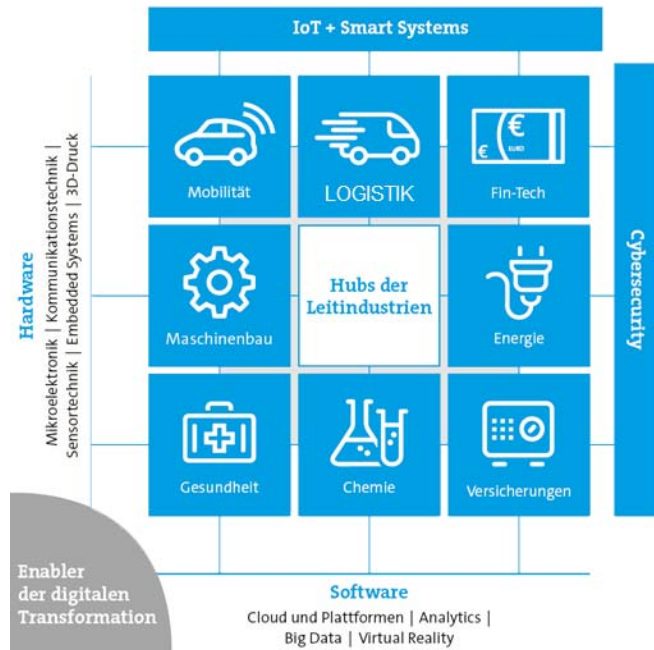 IoT + Smart Systems
Mobilität
LOGISTIK
€
€
EURO
Fin-Tech
Maschinenbau
Hubs der
Leitindustrien
Energie
Gesundheit
Chemie
Versicherungen
Hardware
Mikroelektronik | Kommunikationstechnik |
Sensortechnik | Embedded Systems | 3D-Druck
Cybersecurity
Enabler
der digitalen
Transformation
Software
Cloud und Plattformen | Analytics |
Big Data | Virtual Reality